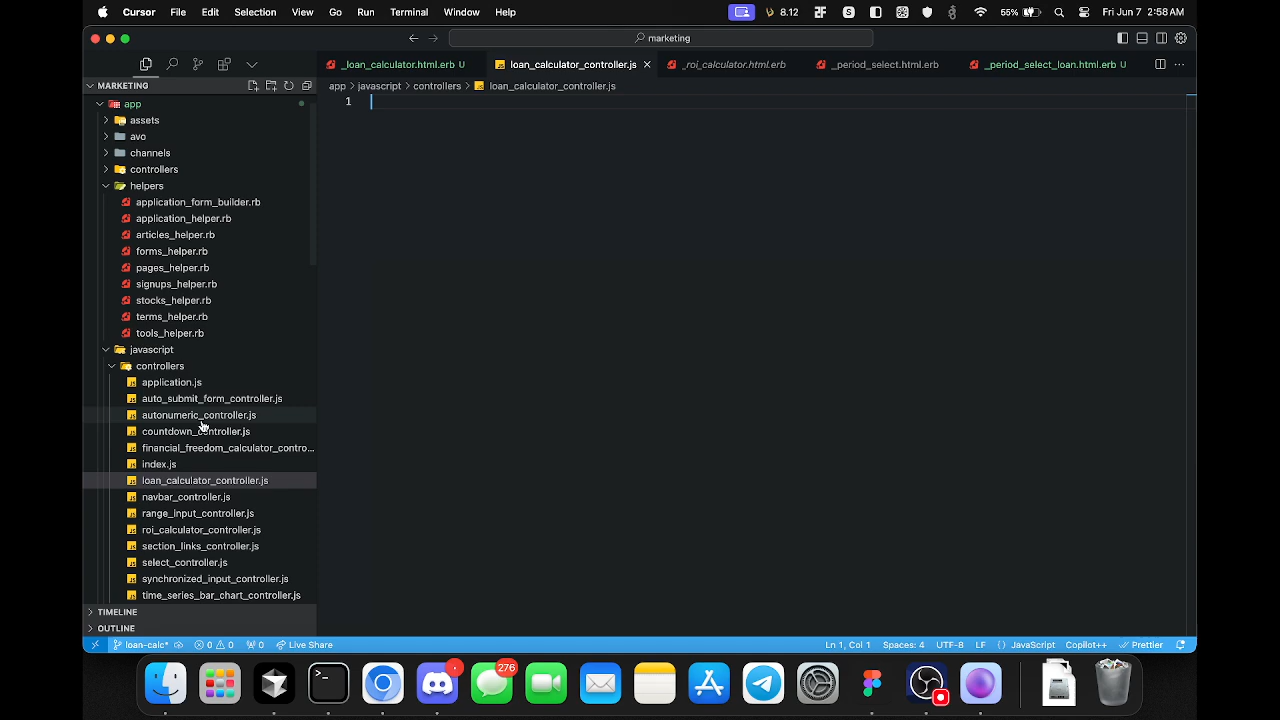 Cursor File Edit Selection View Go Run Terminal Window Help 8.12 55% Fri Jun 7 2:58 AM
marketing
_loan_calculator.html.erb U loan_calculator_controller.js _roi_calculator.html.erb _period_select.html.erb _period_select_loan.html.erb U
MARKETING
app > javascript > controllers > loan_calculator_controller.js
app
1
assets
avo
channels
controllers
helpers
application_form_builder.rb
application_helper.rb
articles_helper.rb
forms_helper.rb
pages_helper.rb
signups_helper.rb
stocks_helper.rb
terms_helper.rb
tools_helper.rb
javascript
controllers
application.js
auto_submit_form_controller.js
autonumeric_controller.js
countdown_controller.js
financial_freedom_calculator_contro...
index.js
loan_calculator_controller.js
navbar_controller.js
range_input_controller.js
roi_calculator_controller.js
section_links_controller.js
select_controller.js
synchronized_input_controller.js
time_series_bar_chart_controller.js
TIMELINE
OUTLINE
loan-calc* 0 0 0 Live Share Ln 1, Col 1 Spaces: 4 UTF-8 LF {} JavaScript Copilot++ Prettier
276